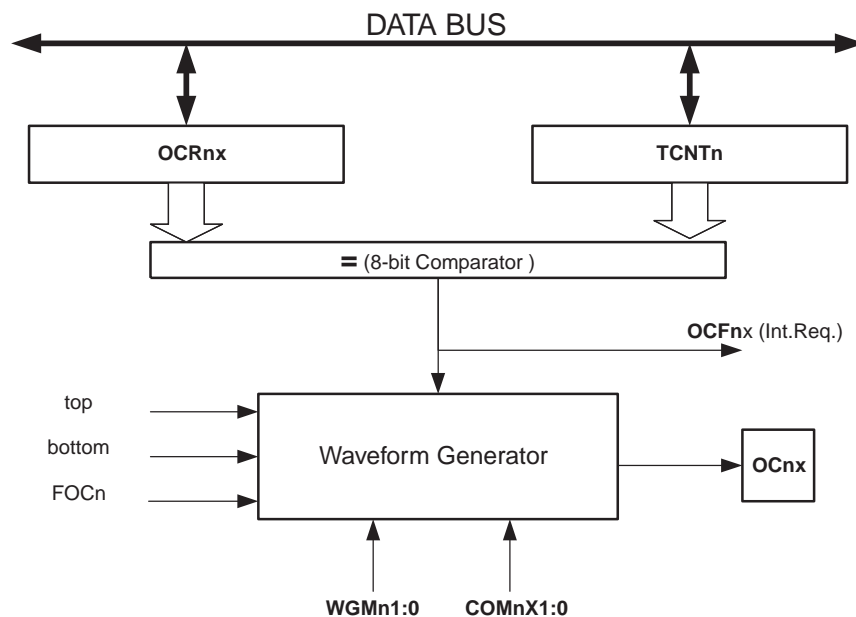 DATA BUS
OCRnx
TCNTn
= (8-bit Comparator )
OCFnx (Int.Req.)
top
bottom
FOCn
Waveform Generator
OCnx
WGMn1:0
COMnX1:0